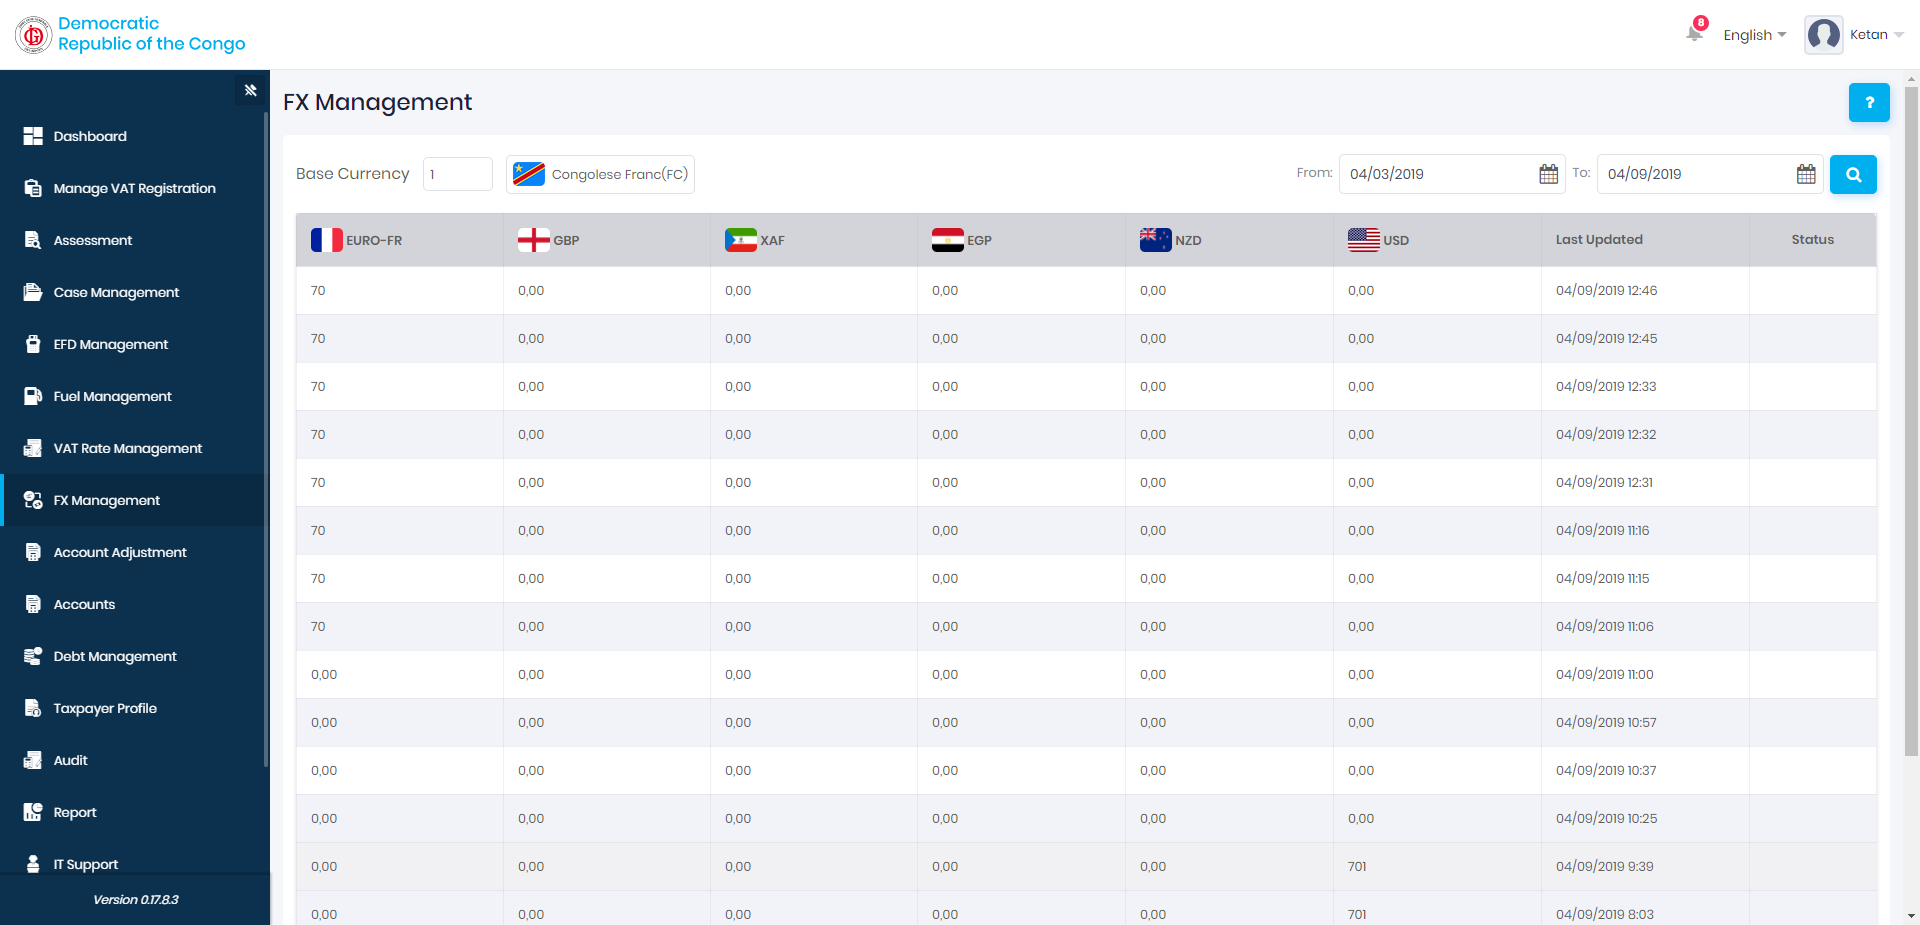 Democratic
Republic of the Congo
8
English
Ketan
FX Management
?
Dashboard
Manage VAT Registration
Assessment
Case Management
EFD Management
Fuel Management
VAT Rate Management
FX Management
Account Adjustment
Accounts
Debt Management
Taxpayer Profile
Audit
Report
IT Support
Version 0.17.8.3
Base Currency 1 Congolese Franc(FC) From: 04/03/2019 To: 04/09/2019
EURO-FR GBP XAF EGP NZD USD Last Updated Status
70 0,00 0,00 0,00 0,00 0,00 04/09/2019 12:46
70 0,00 0,00 0,00 0,00 0,00 04/09/2019 12:45
70 0,00 0,00 0,00 0,00 0,00 04/09/2019 12:33
70 0,00 0,00 0,00 0,00 0,00 04/09/2019 12:32
70 0,00 0,00 0,00 0,00 0,00 04/09/2019 12:31
70 0,00 0,00 0,00 0,00 0,00 04/09/2019 11:16
70 0,00 0,00 0,00 0,00 0,00 04/09/2019 11:15
70 0,00 0,00 0,00 0,00 0,00 04/09/2019 11:06
0,00 0,00 0,00 0,00 0,00 0,00 04/09/2019 11:00
0,00 0,00 0,00 0,00 0,00 0,00 04/09/2019 10:57
0,00 0,00 0,00 0,00 0,00 0,00 04/09/2019 10:37
0,00 0,00 0,00 0,00 0,00 0,00 04/09/2019 10:25
0,00 0,00 0,00 0,00 0,00 701 04/09/2019 9:39
0,00 0,00 0,00 0,00 0,00 701 04/09/2019 8:03